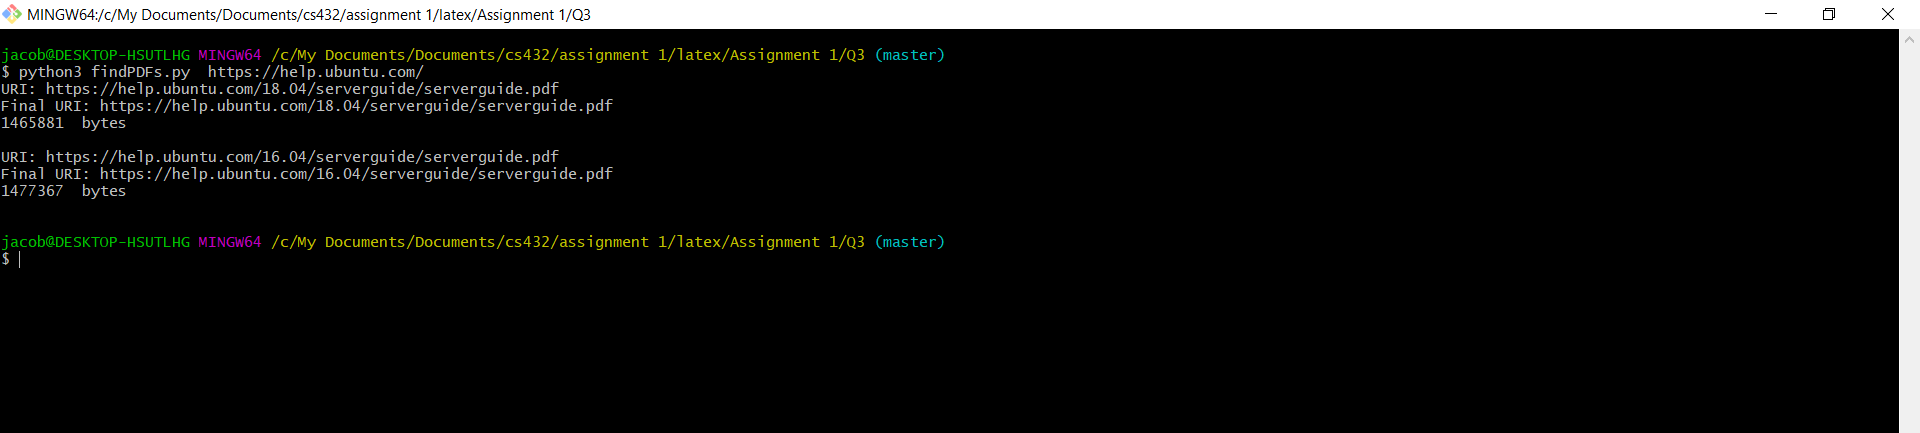 MINGW64:/c/My Documents/Documents/cs432/assignment 1/latex/Assignment 1/Q3
jacob@DESKTOP-HSUTLHG MINGW64 /c/My Documents/Documents/cs432/assignment 1/latex/Assignment 1/Q3 (master)
$ python3 findPDFs.py  https://help.ubuntu.com/
URI: https://help.ubuntu.com/18.04/serverguide/serverguide.pdf
Final URI: https://help.ubuntu.com/18.04/serverguide/serverguide.pdf
1465881  bytes
URI: https://help.ubuntu.com/16.04/serverguide/serverguide.pdf
Final URI: https://help.ubuntu.com/16.04/serverguide/serverguide.pdf
1477367  bytes
jacob@DESKTOP-HSUTLHG MINGW64 /c/My Documents/Documents/cs432/assignment 1/latex/Assignment 1/Q3 (master)
$